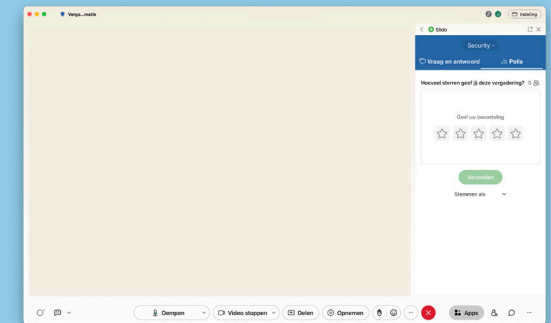 Verga...matie
Indeling
Slido
Security
Vraag en antwoord
Polls
Hoeveel sterren geef jij deze vergadering? 0
Geef uw beoordeling
Verzenden
Stemmen als
Dempen
Video stoppen
Delen
Opnemen
Apps